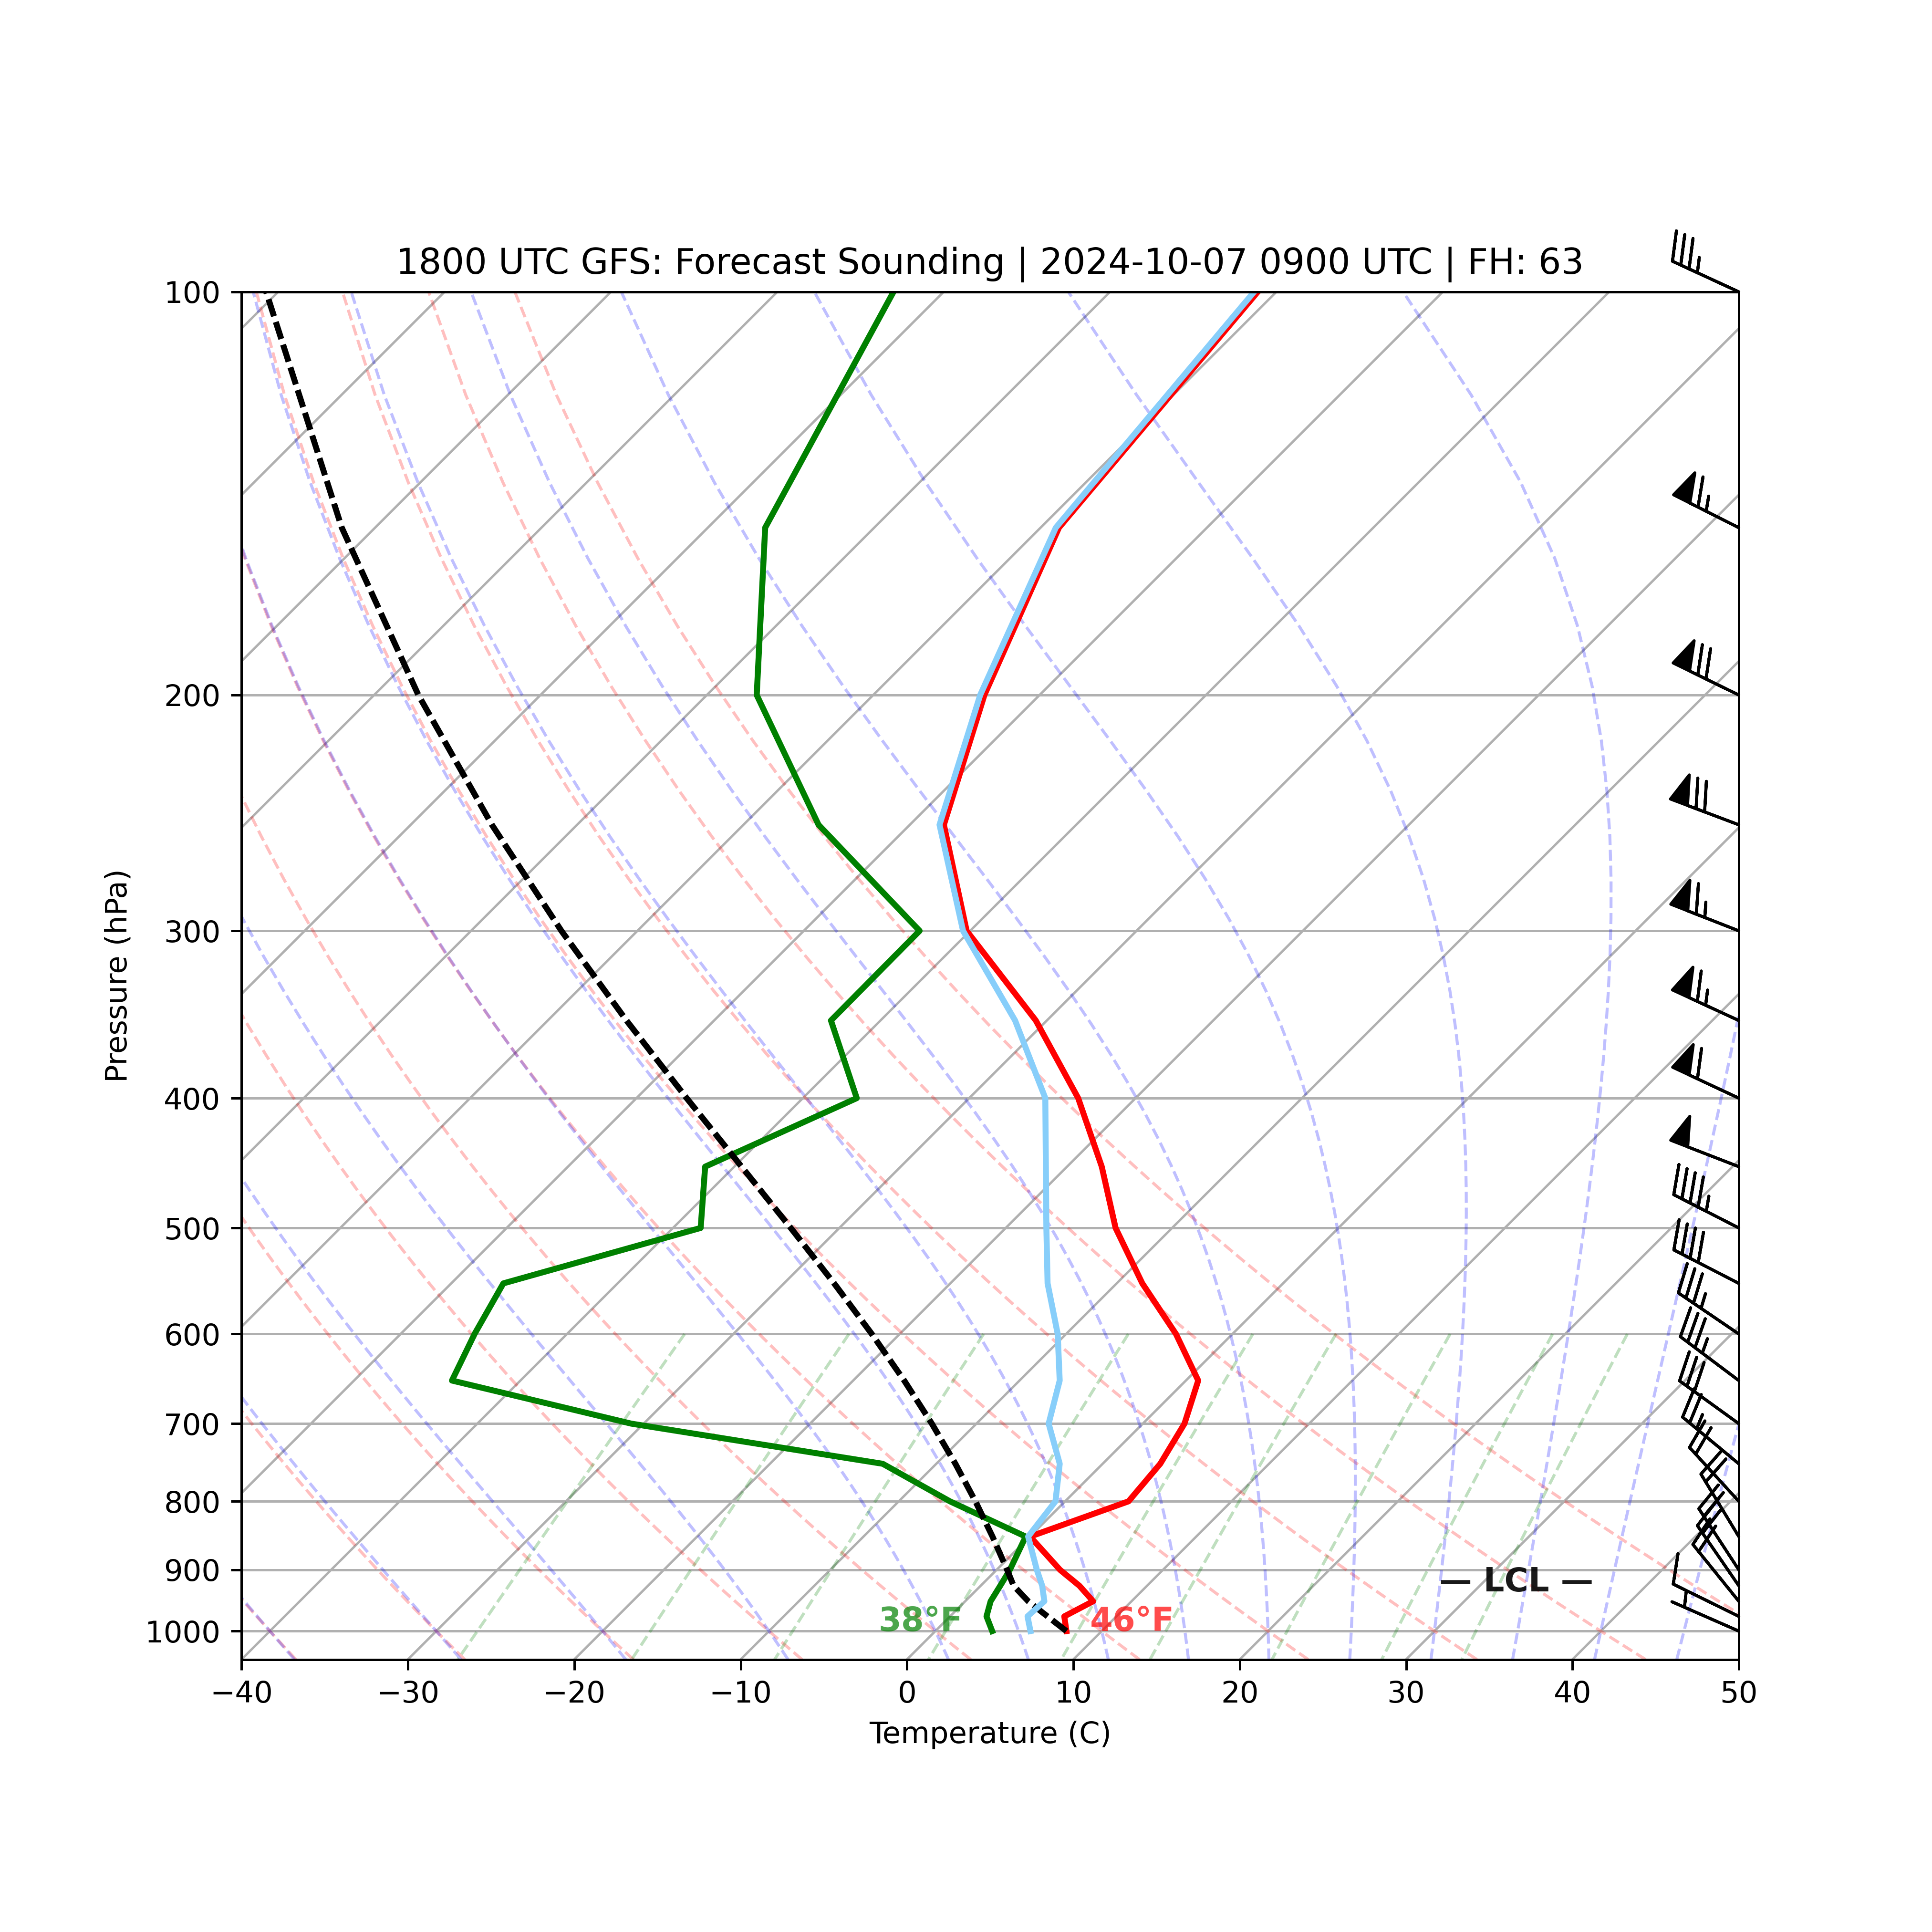 1800 UTC GFS: Forecast Sounding | 2024-10-07 0900 UTC | FH: 63
100
200
300
400
500
600
700
800
900
1000
Pressure (hPa)
— LCL —
38°F
46°F
−40 −30 −20 −10 0 10 20 30 40 50
Temperature (C)